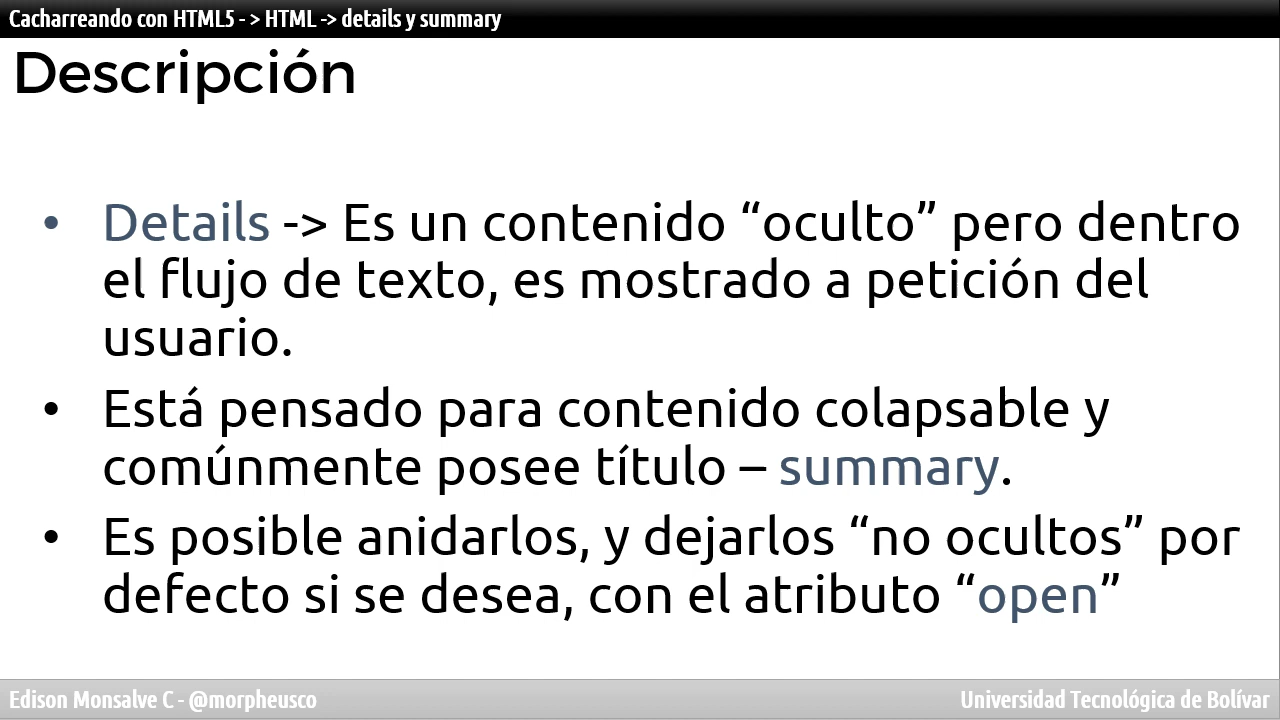 Cacharreando con HTML5 - > HTML -> details y summary
Descripción
• Details -> Es un contenido “oculto” pero dentro
el flujo de texto, es mostrado a petición del
usuario.
• Está pensado para contenido colapsable y
comúnmente posee título – summary.
• Es posible anidarlos, y dejarlos “no ocultos” por
defecto si se desea, con el atributo “open”
Edison Monsalve C - @morpheusco
Universidad Tecnológica de Bolívar